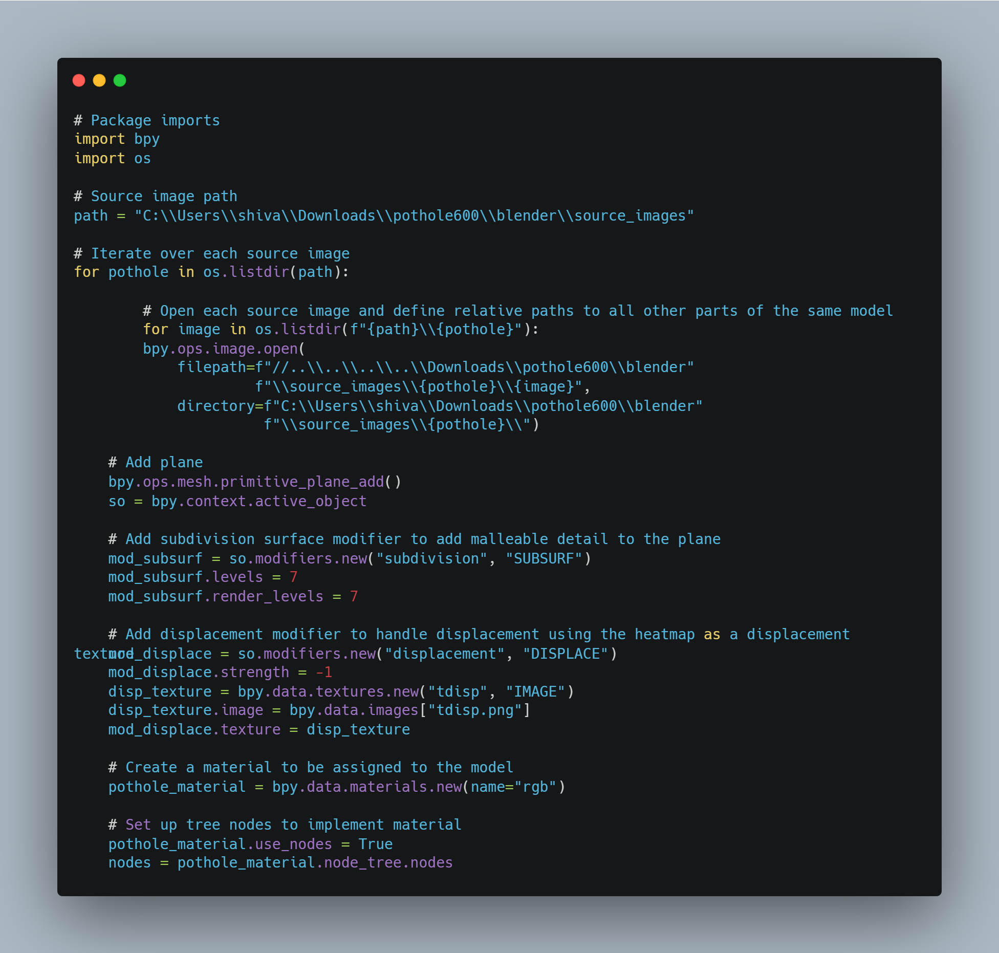 # Package imports
import bpy
import os
# Source image path
path = "C:\\Users\\shiva\\Downloads\\pothole600\\blender\\source_images"
# Iterate over each source image
for pothole in os.listdir(path):
        # Open each source image and define relative paths to all other parts of the same model
        for image in os.listdir(f"{path}\\{pothole}"):
        bpy.ops.image.open(
            filepath=f"//..\\..\\..\\..\\Downloads\\pothole600\\blender"
                     f"\\source_images\\{pothole}\\{image}",
            directory=f"C:\\Users\\shiva\\Downloads\\pothole600\\blender"
                      f"\\source_images\\{pothole}\\")
    # Add plane
    bpy.ops.mesh.primitive_plane_add()
    so = bpy.context.active_object
    # Add subdivision surface modifier to add malleable detail to the plane
    mod_subsurf = so.modifiers.new("subdivision", "SUBSURF")
    mod_subsurf.levels = 7
    mod_subsurf.render_levels = 7
    # Add displacement modifier to handle displacement using the heatmap as a displacement
texture
    mod_displace = so.modifiers.new("displacement", "DISPLACE")
    mod_displace.strength = -1
    disp_texture = bpy.data.textures.new("tdisp", "IMAGE")
    disp_texture.image = bpy.data.images["tdisp.png"]
    mod_displace.texture = disp_texture
    # Create a material to be assigned to the model
    pothole_material = bpy.data.materials.new(name="rgb")
    # Set up tree nodes to implement material
    pothole_material.use_nodes = True
    nodes = pothole_material.node_tree.nodes